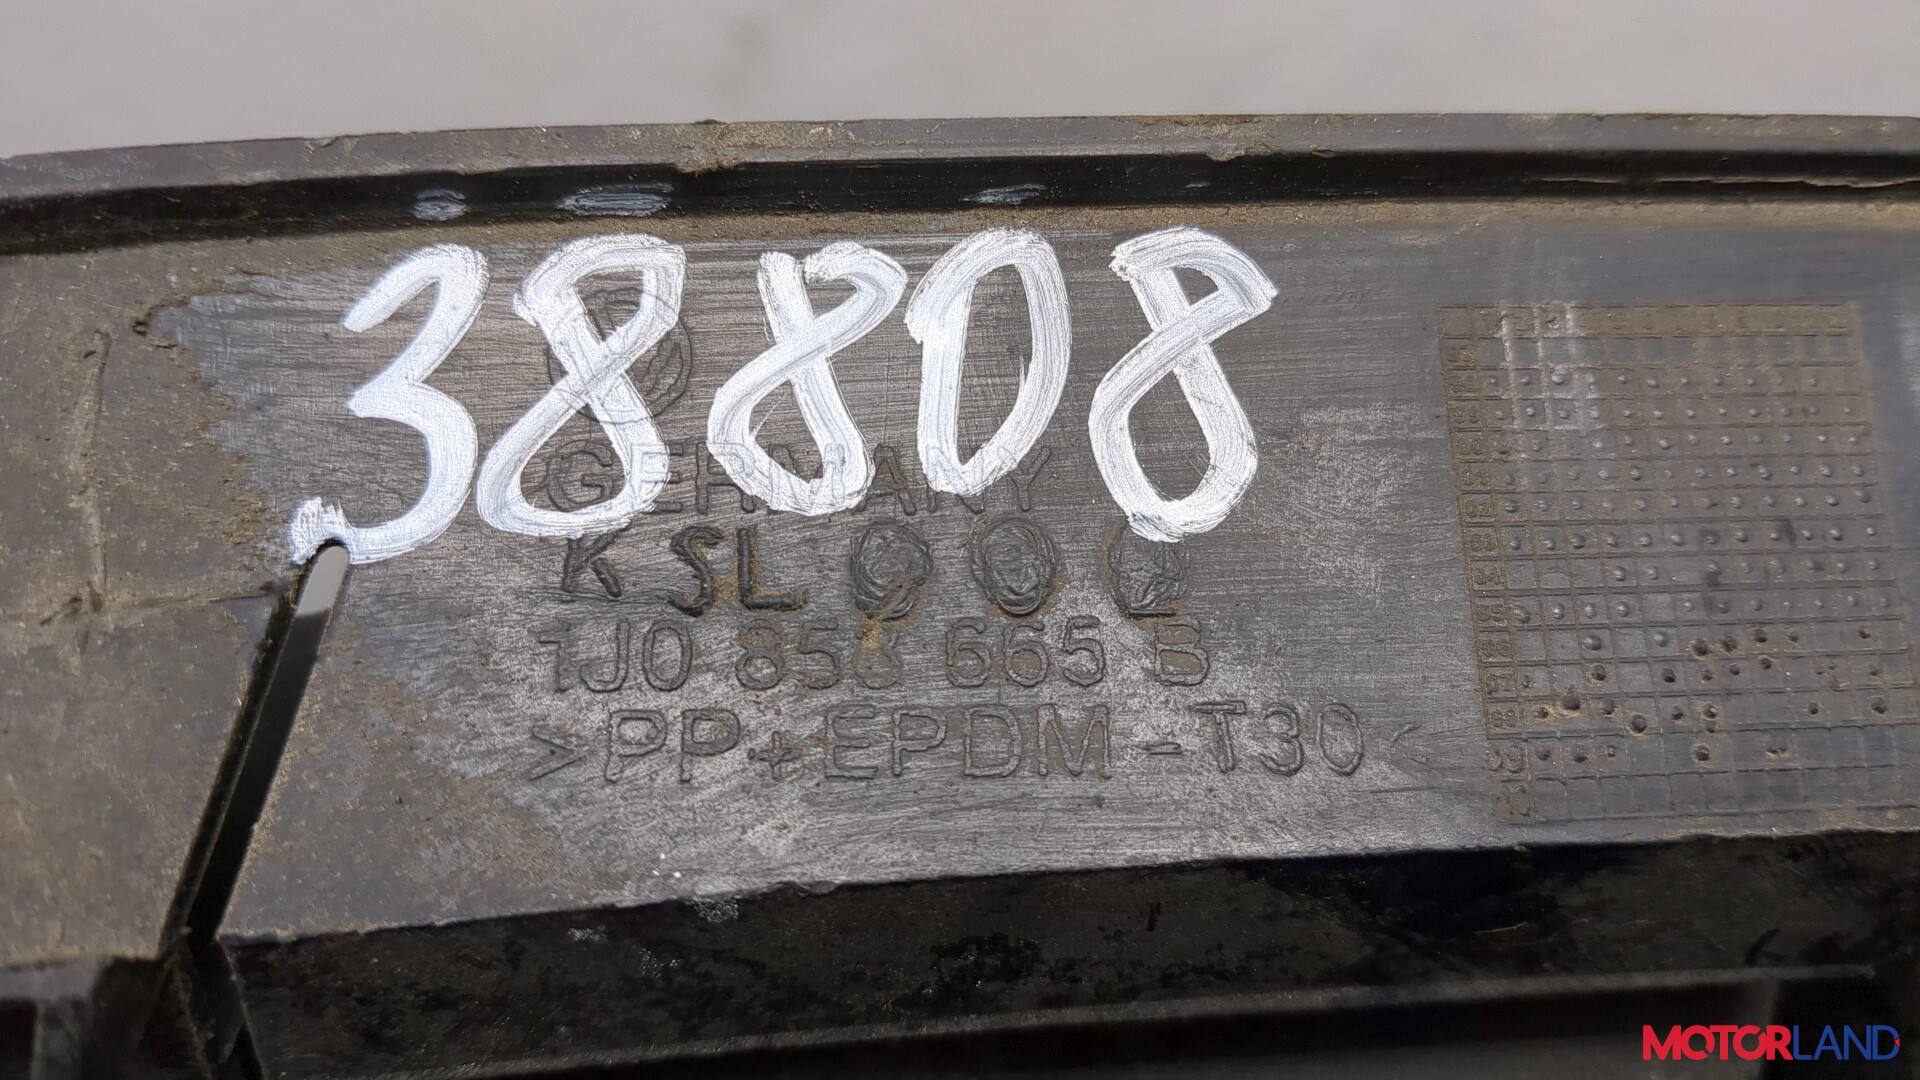 38808
GERMANY
KSL
1J0 853 665 B
>PP+EPDM-T30<
MOTORLAND